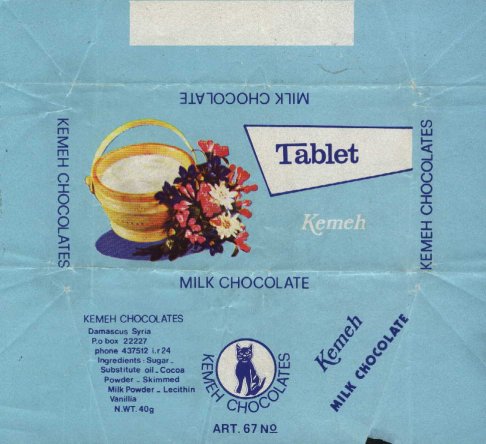 MILK CHOCOLATE
KEMEH CHOCOLATES
Tablet
Kemeh
KEMEH CHOCOLATES
MILK CHOCOLATE
KEMEH CHOCOLATES
Damascus Syria
P.o box 22227
phone 437512 i.r 24
Ingredients : Sugar _
Substitute oil _ Cocoa
Powder _ Skimmed
Milk Powder _ Lecithin
Vanillia
N.WT. 40g
KEMEH CHOCOLATES
ART. 67 No
Kemeh
MILK CHOCOLATE